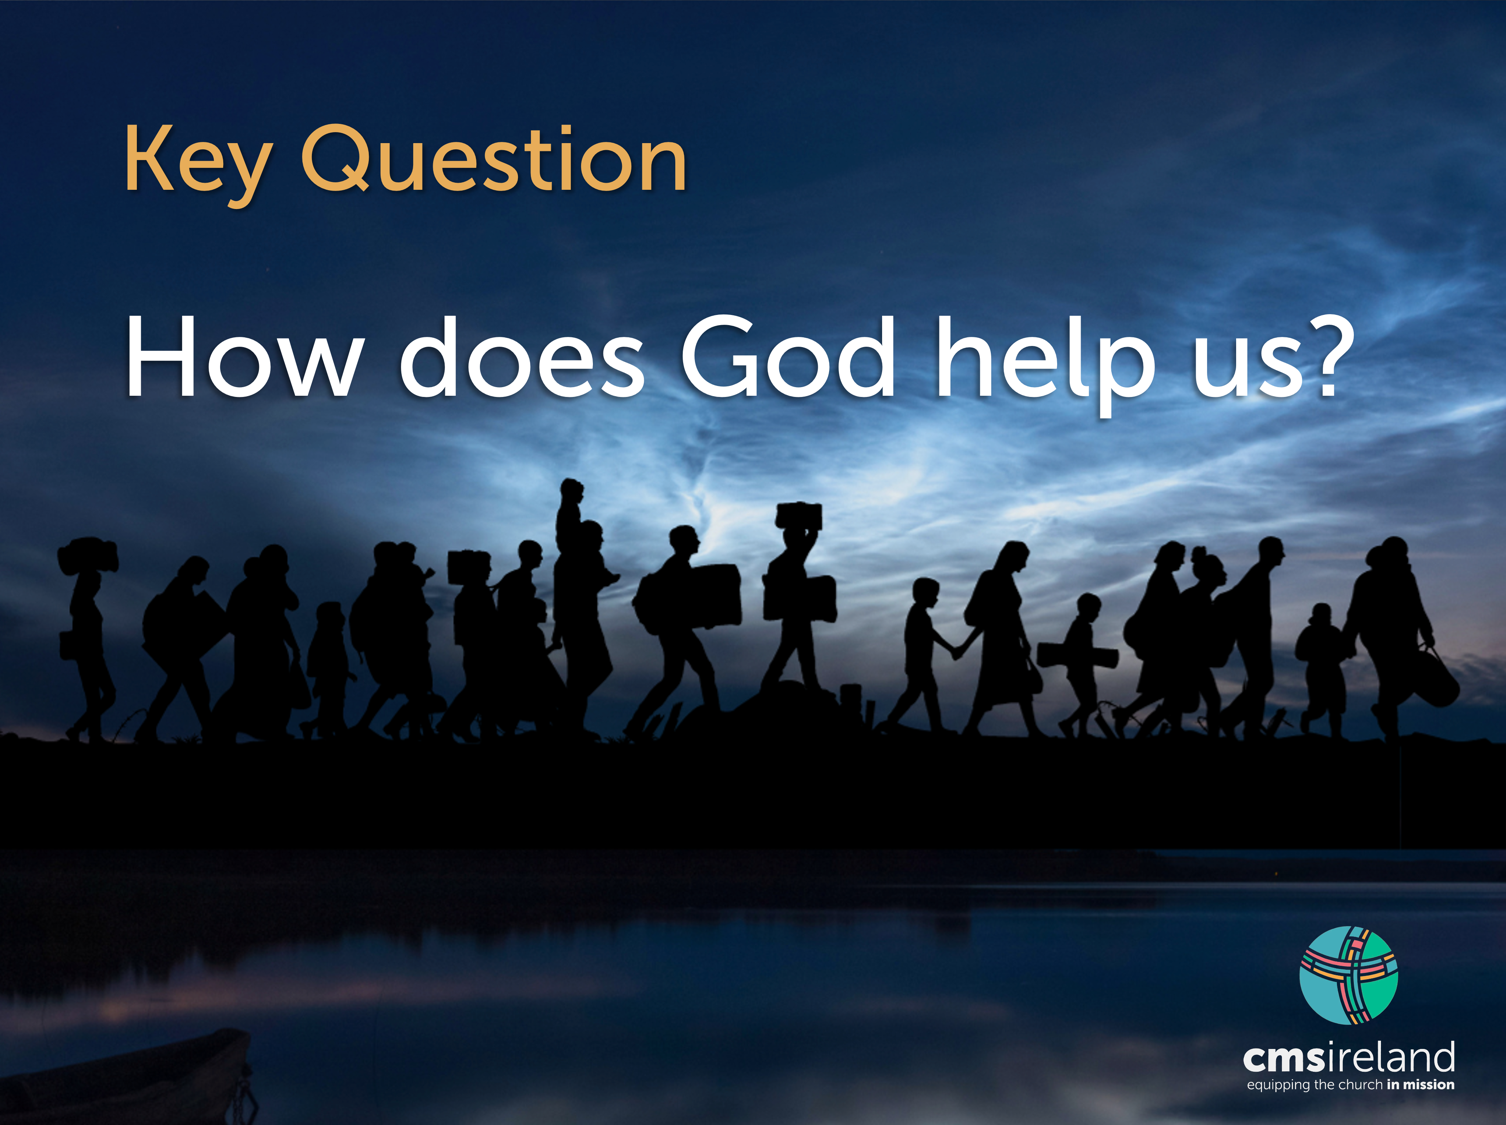 Key Question
How does God help us?
cmsireland
equipping the church in mission